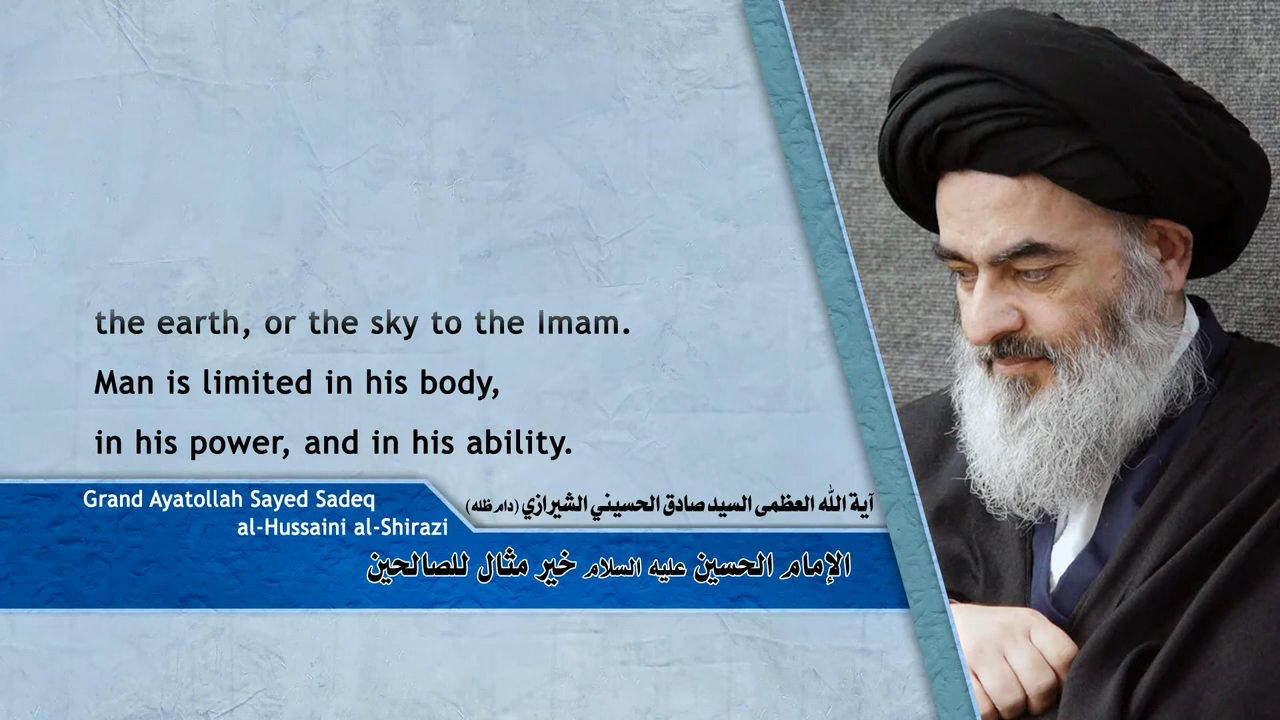 the earth, or the sky to the Imam.
Man is limited in his body,
in his power, and in his ability.
Grand Ayatollah Sayed Sadeq
al-Hussaini al-Shirazi
آية الله العظمى السيد صادق الحسيني الشيرازي (دام ظله)
الإمام الحسين عليه السلام خير مثال للصالحين